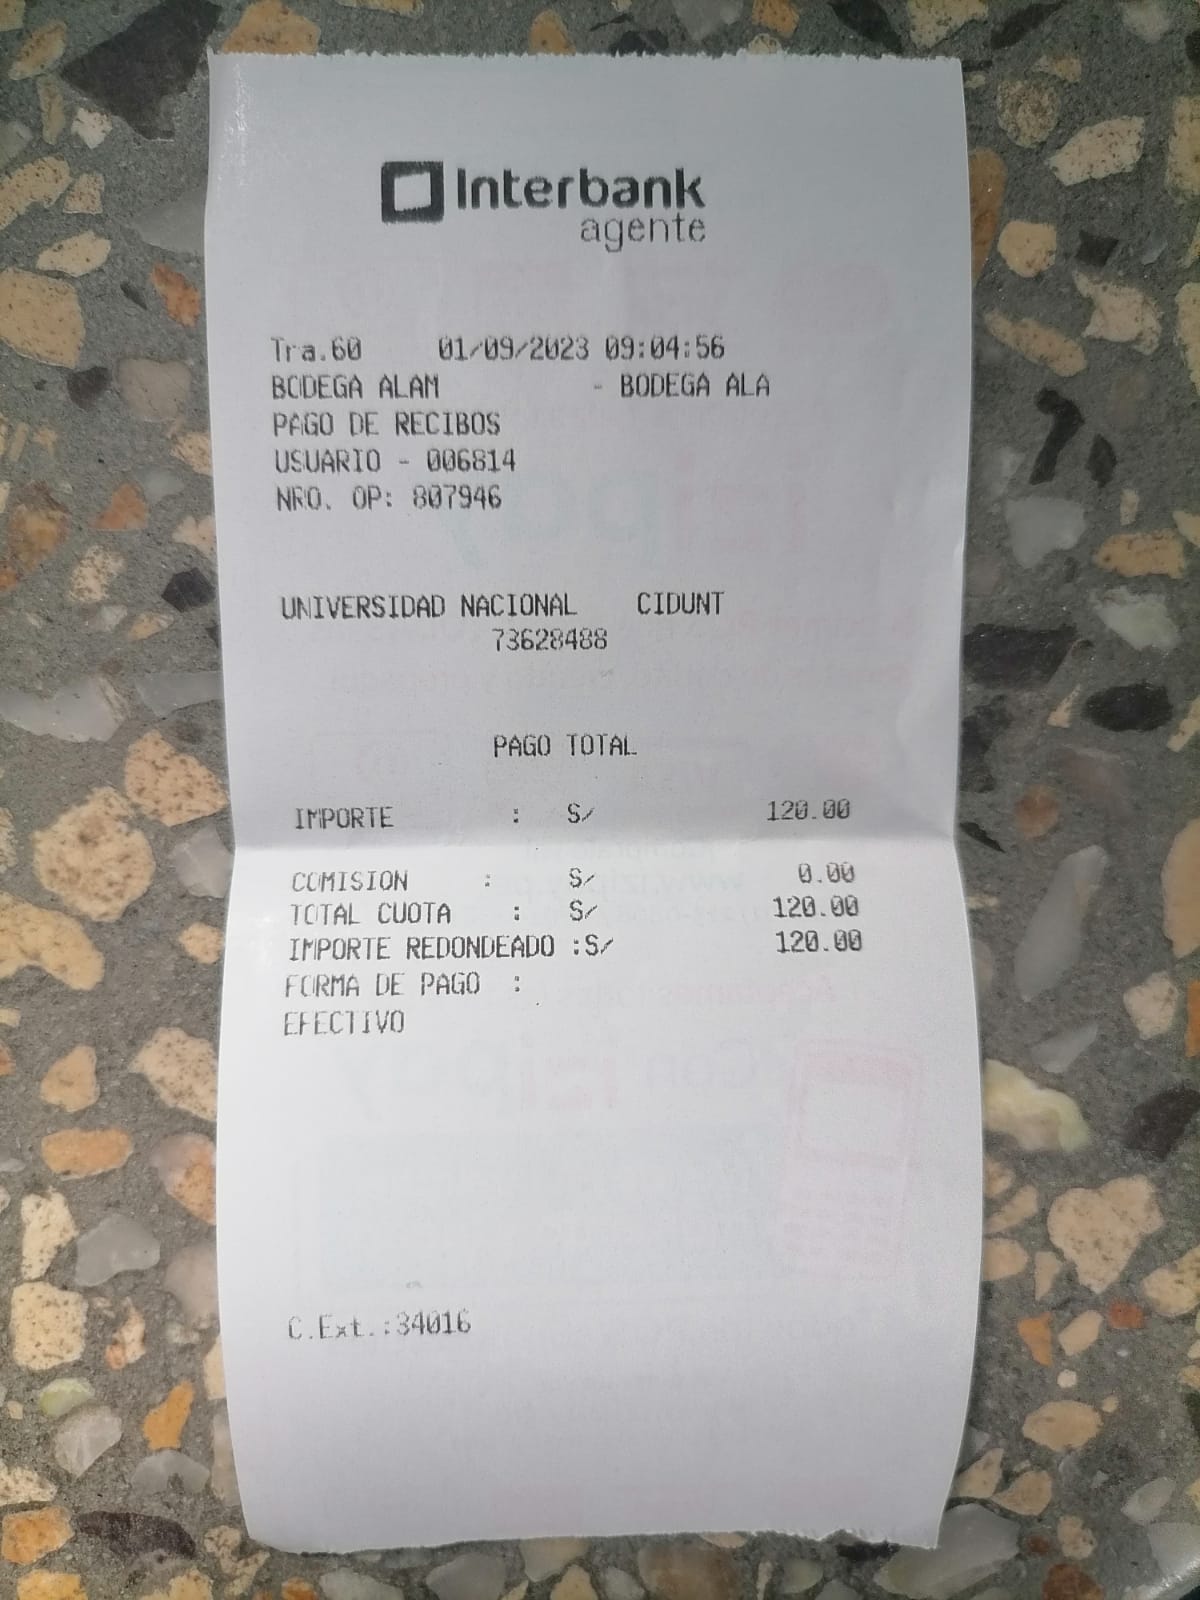 Interbank
agente
Tra.60 01/09/2023 09:04:56
BODEGA ALAM - BODEGA ALA
PAGO DE RECIBOS
USUARIO - 006814
NRO. OP: 807946
UNIVERSIDAD NACIONAL CIDUNT
73628488
PAGO TOTAL
IMPORTE : S/ 120.00
COMISION : S/ 0.00
TOTAL CUOTA : S/ 120.00
IMPORTE REDONDEADO :S/ 120.00
FORMA DE PAGO :
EFECTIVO
C.Ext.:34016